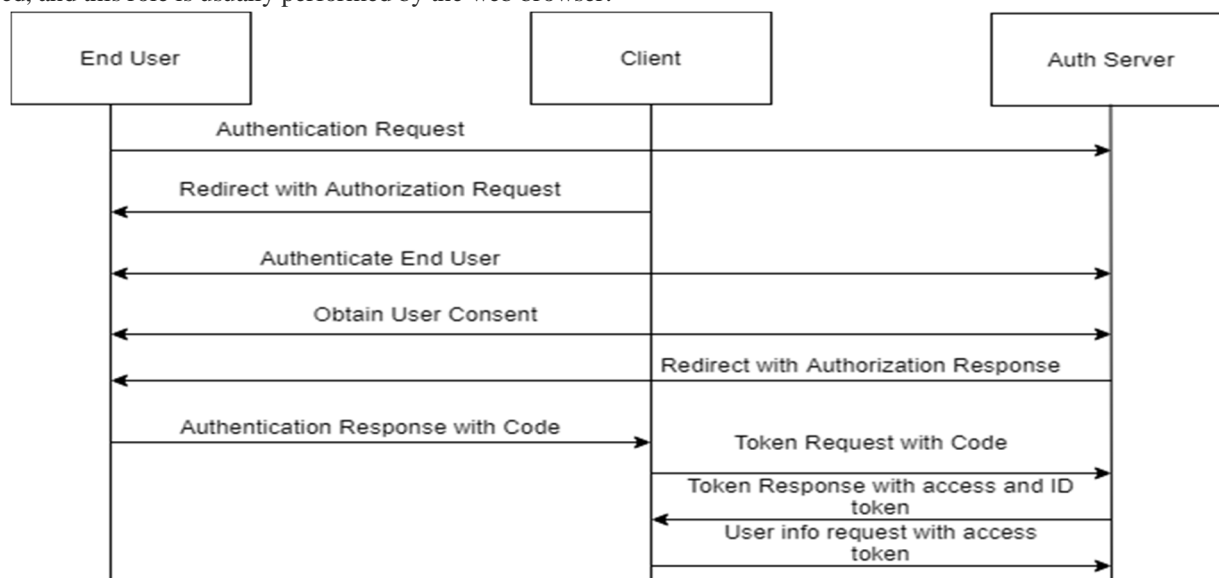 ed, and this role is usually performed by the web browser.
End User
Client
Auth Server
Authentication Request
Redirect with Authorization Request
Authenticate End User
Obtain User Consent
Redirect with Authorization Response
Authentication Response with Code
Token Request with Code
Token Response with access and ID
token
User info request with access
token